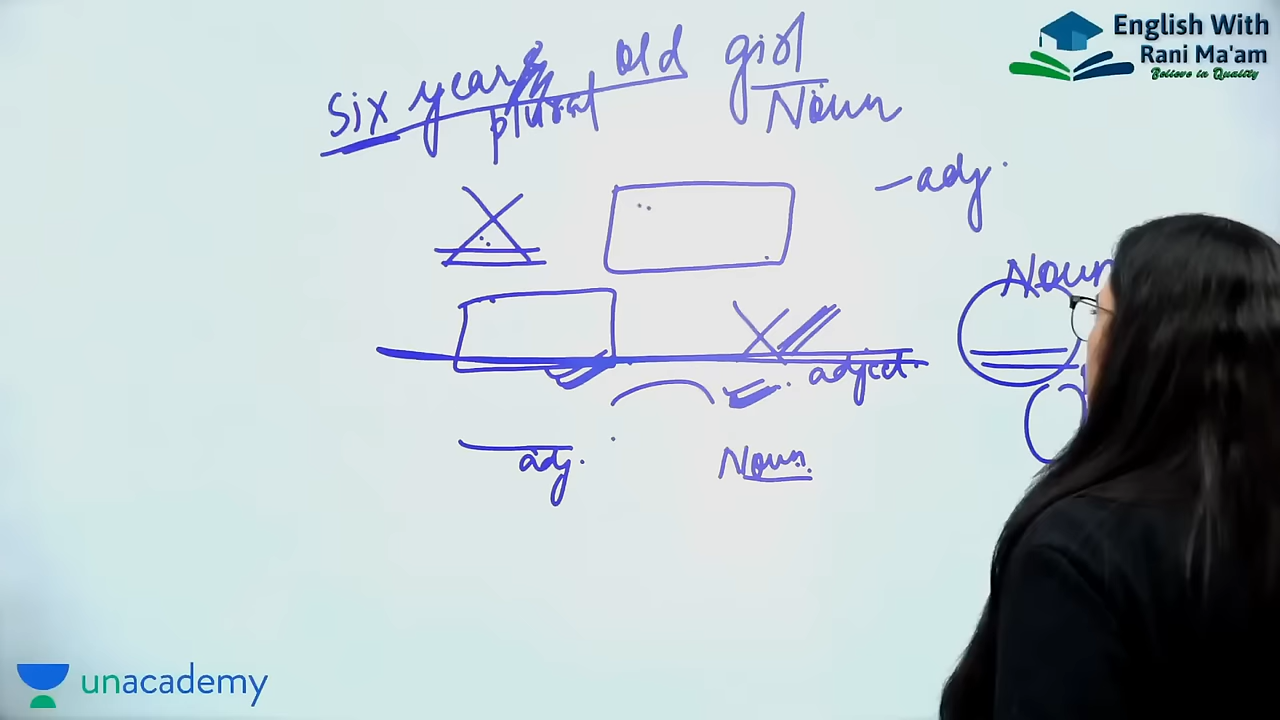 English With
Rani Ma'am
Believe in Quality
six years old girl
plural Noun
-adj.
Noun
adject.
adj. Noun
unacademy